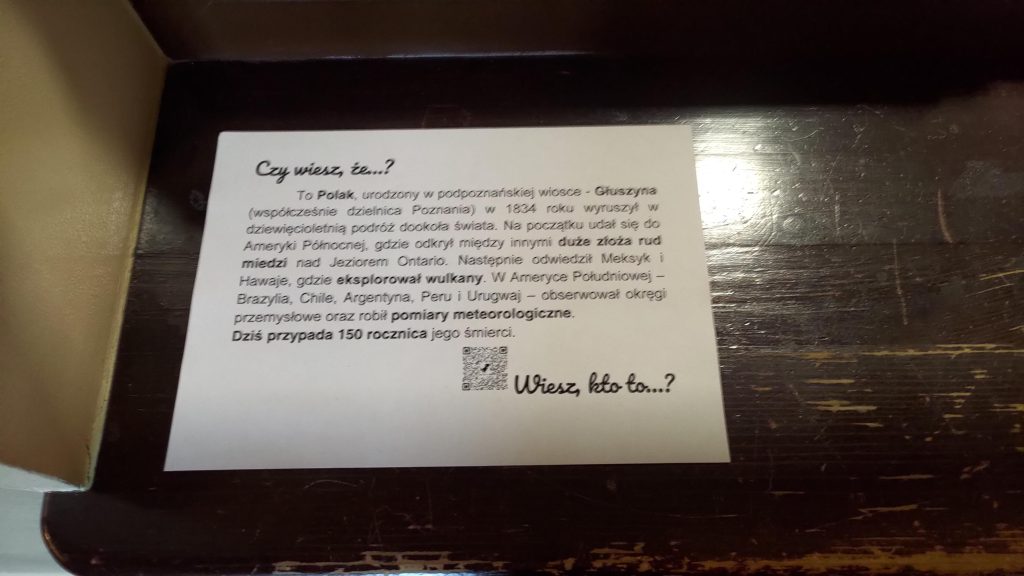 Czy wiesz, że...?
To Polak, urodzony w podpoznańskiej wiosce - Głuszyna
(współcześnie dzielnica Poznania) w 1834 roku wyruszył w
dziewięcioletnią podróż dookoła świata. Na początku udał się do
Ameryki Północnej, gdzie odkrył między innymi duże złoża rud
miedzi nad Jeziorem Ontario. Następnie odwiedził Meksyk i
Hawaje, gdzie eksplorował wulkany. W Ameryce Południowej –
Brazylia, Chile, Argentyna, Peru i Urugwaj – obserwował okręgi
przemysłowe oraz robił pomiary meteorologiczne.
Dziś przypada 150 rocznica jego śmierci.
Wiesz, kto to...?